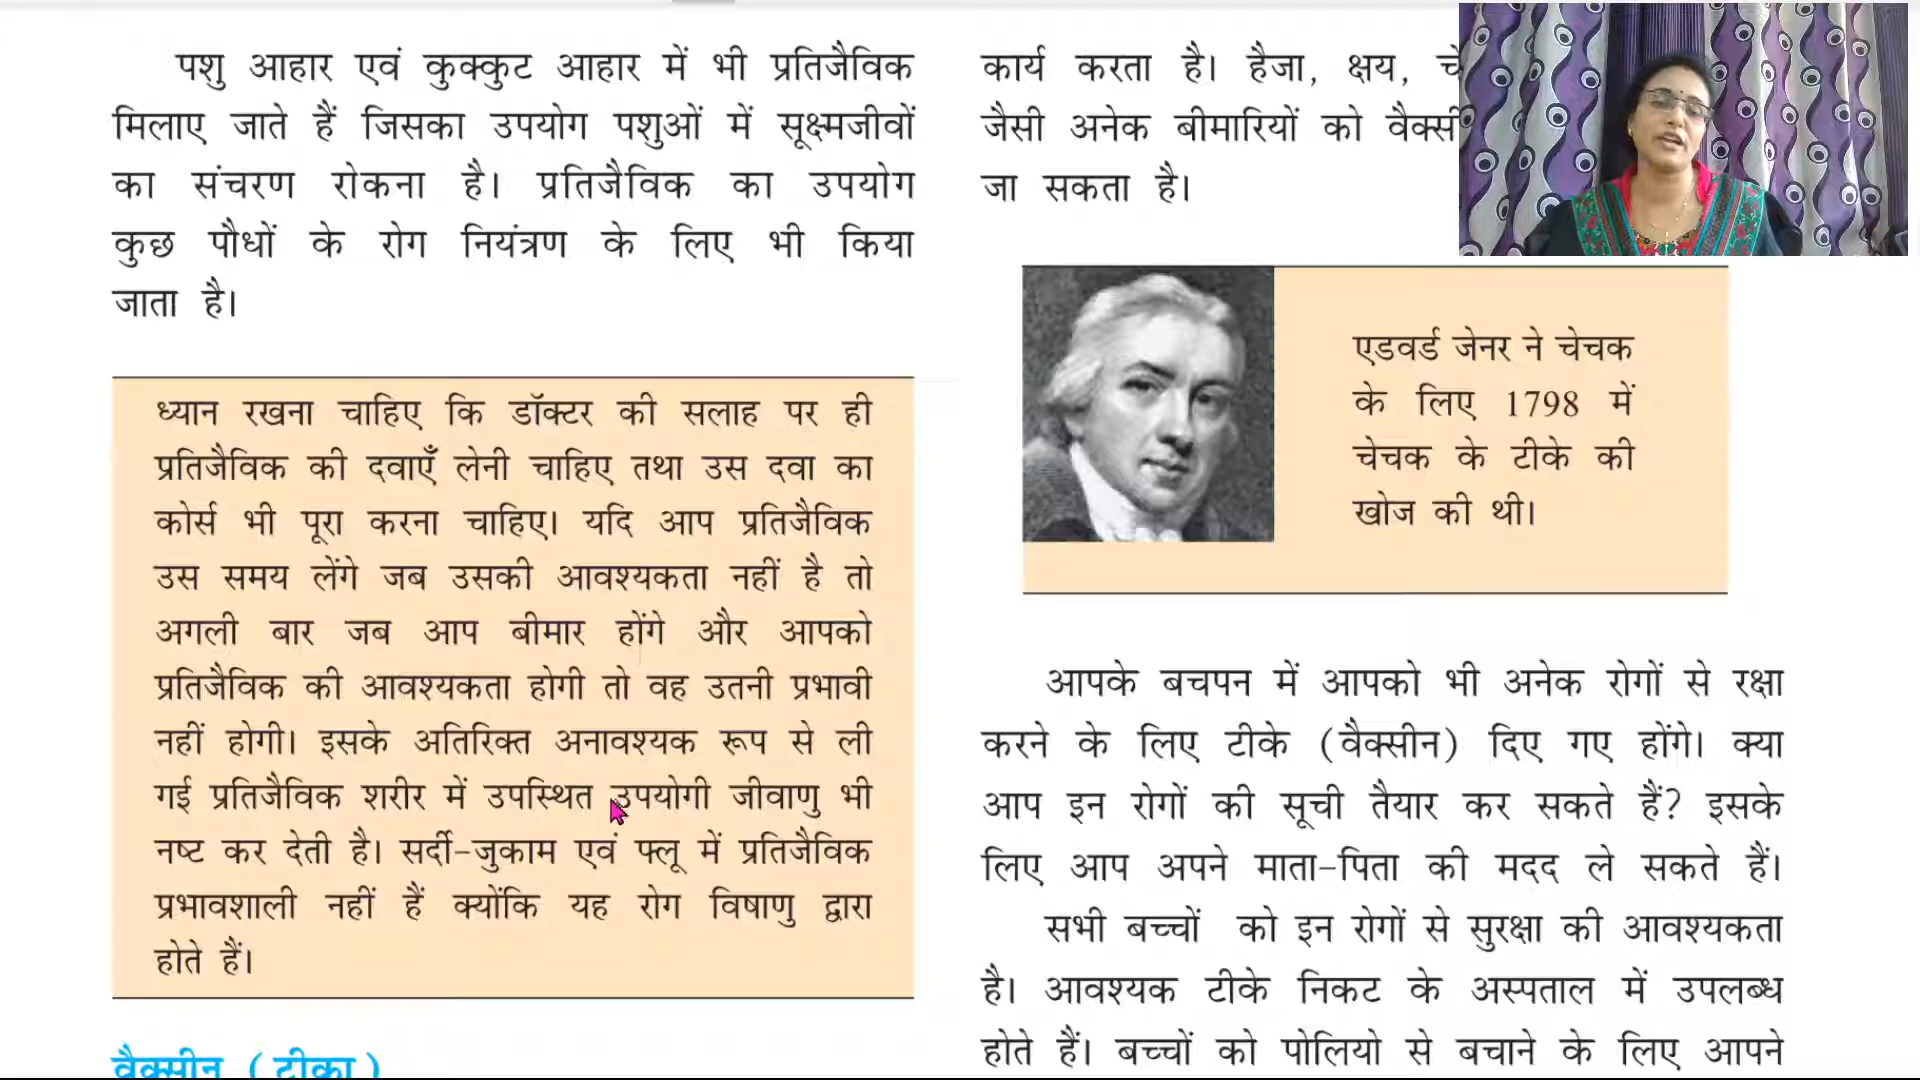 पशु आहार एवं कुक्कुट आहार में भी प्रतिजैविक
मिलाए जाते हैं जिसका उपयोग पशुओं में सूक्ष्मजीवों
का संचरण रोकना है। प्रतिजैविक का उपयोग
कुछ पौधों के रोग नियंत्रण के लिए भी किया
जाता है।
ध्यान रखना चाहिए कि डॉक्टर की सलाह पर ही
प्रतिजैविक की दवाएँ लेनी चाहिए तथा उस दवा का
कोर्स भी पूरा करना चाहिए। यदि आप प्रतिजैविक
उस समय लेंगे जब उसकी आवश्यकता नहीं है तो
अगली बार जब आप बीमार होंगे और आपको
प्रतिजैविक की आवश्यकता होगी तो वह उतनी प्रभावी
नहीं होगी। इसके अतिरिक्त अनावश्यक रूप से ली
गई प्रतिजैविक शरीर में उपस्थित उपयोगी जीवाणु भी
नष्ट कर देती है। सर्दी-जुकाम एवं फ्लू में प्रतिजैविक
प्रभावशाली नहीं हैं क्योंकि यह रोग विषाणु द्वारा
होते हैं।
वैक्सीन (टीका)
कार्य करता है। हैजा, क्षय,
जैसी अनेक बीमारियों को
जा सकता है।
एडवर्ड जेनर ने चेचक
के लिए 1798 में
चेचक के टीके की
खोज की थी।
आपके बचपन में आपको भी अनेक रोगों से रक्षा
करने के लिए टीके (वैक्सीन) दिए गए होंगे। क्या
आप इन रोगों की सूची तैयार कर सकते हैं? इसके
लिए आप अपने माता-पिता की मदद ले सकते हैं।
सभी बच्चों को इन रोगों से सुरक्षा की आवश्यकता
है। आवश्यक टीके निकट के अस्पताल में उपलब्ध
होते हैं। बच्चों को पोलियो से बचाने के लिए आपने